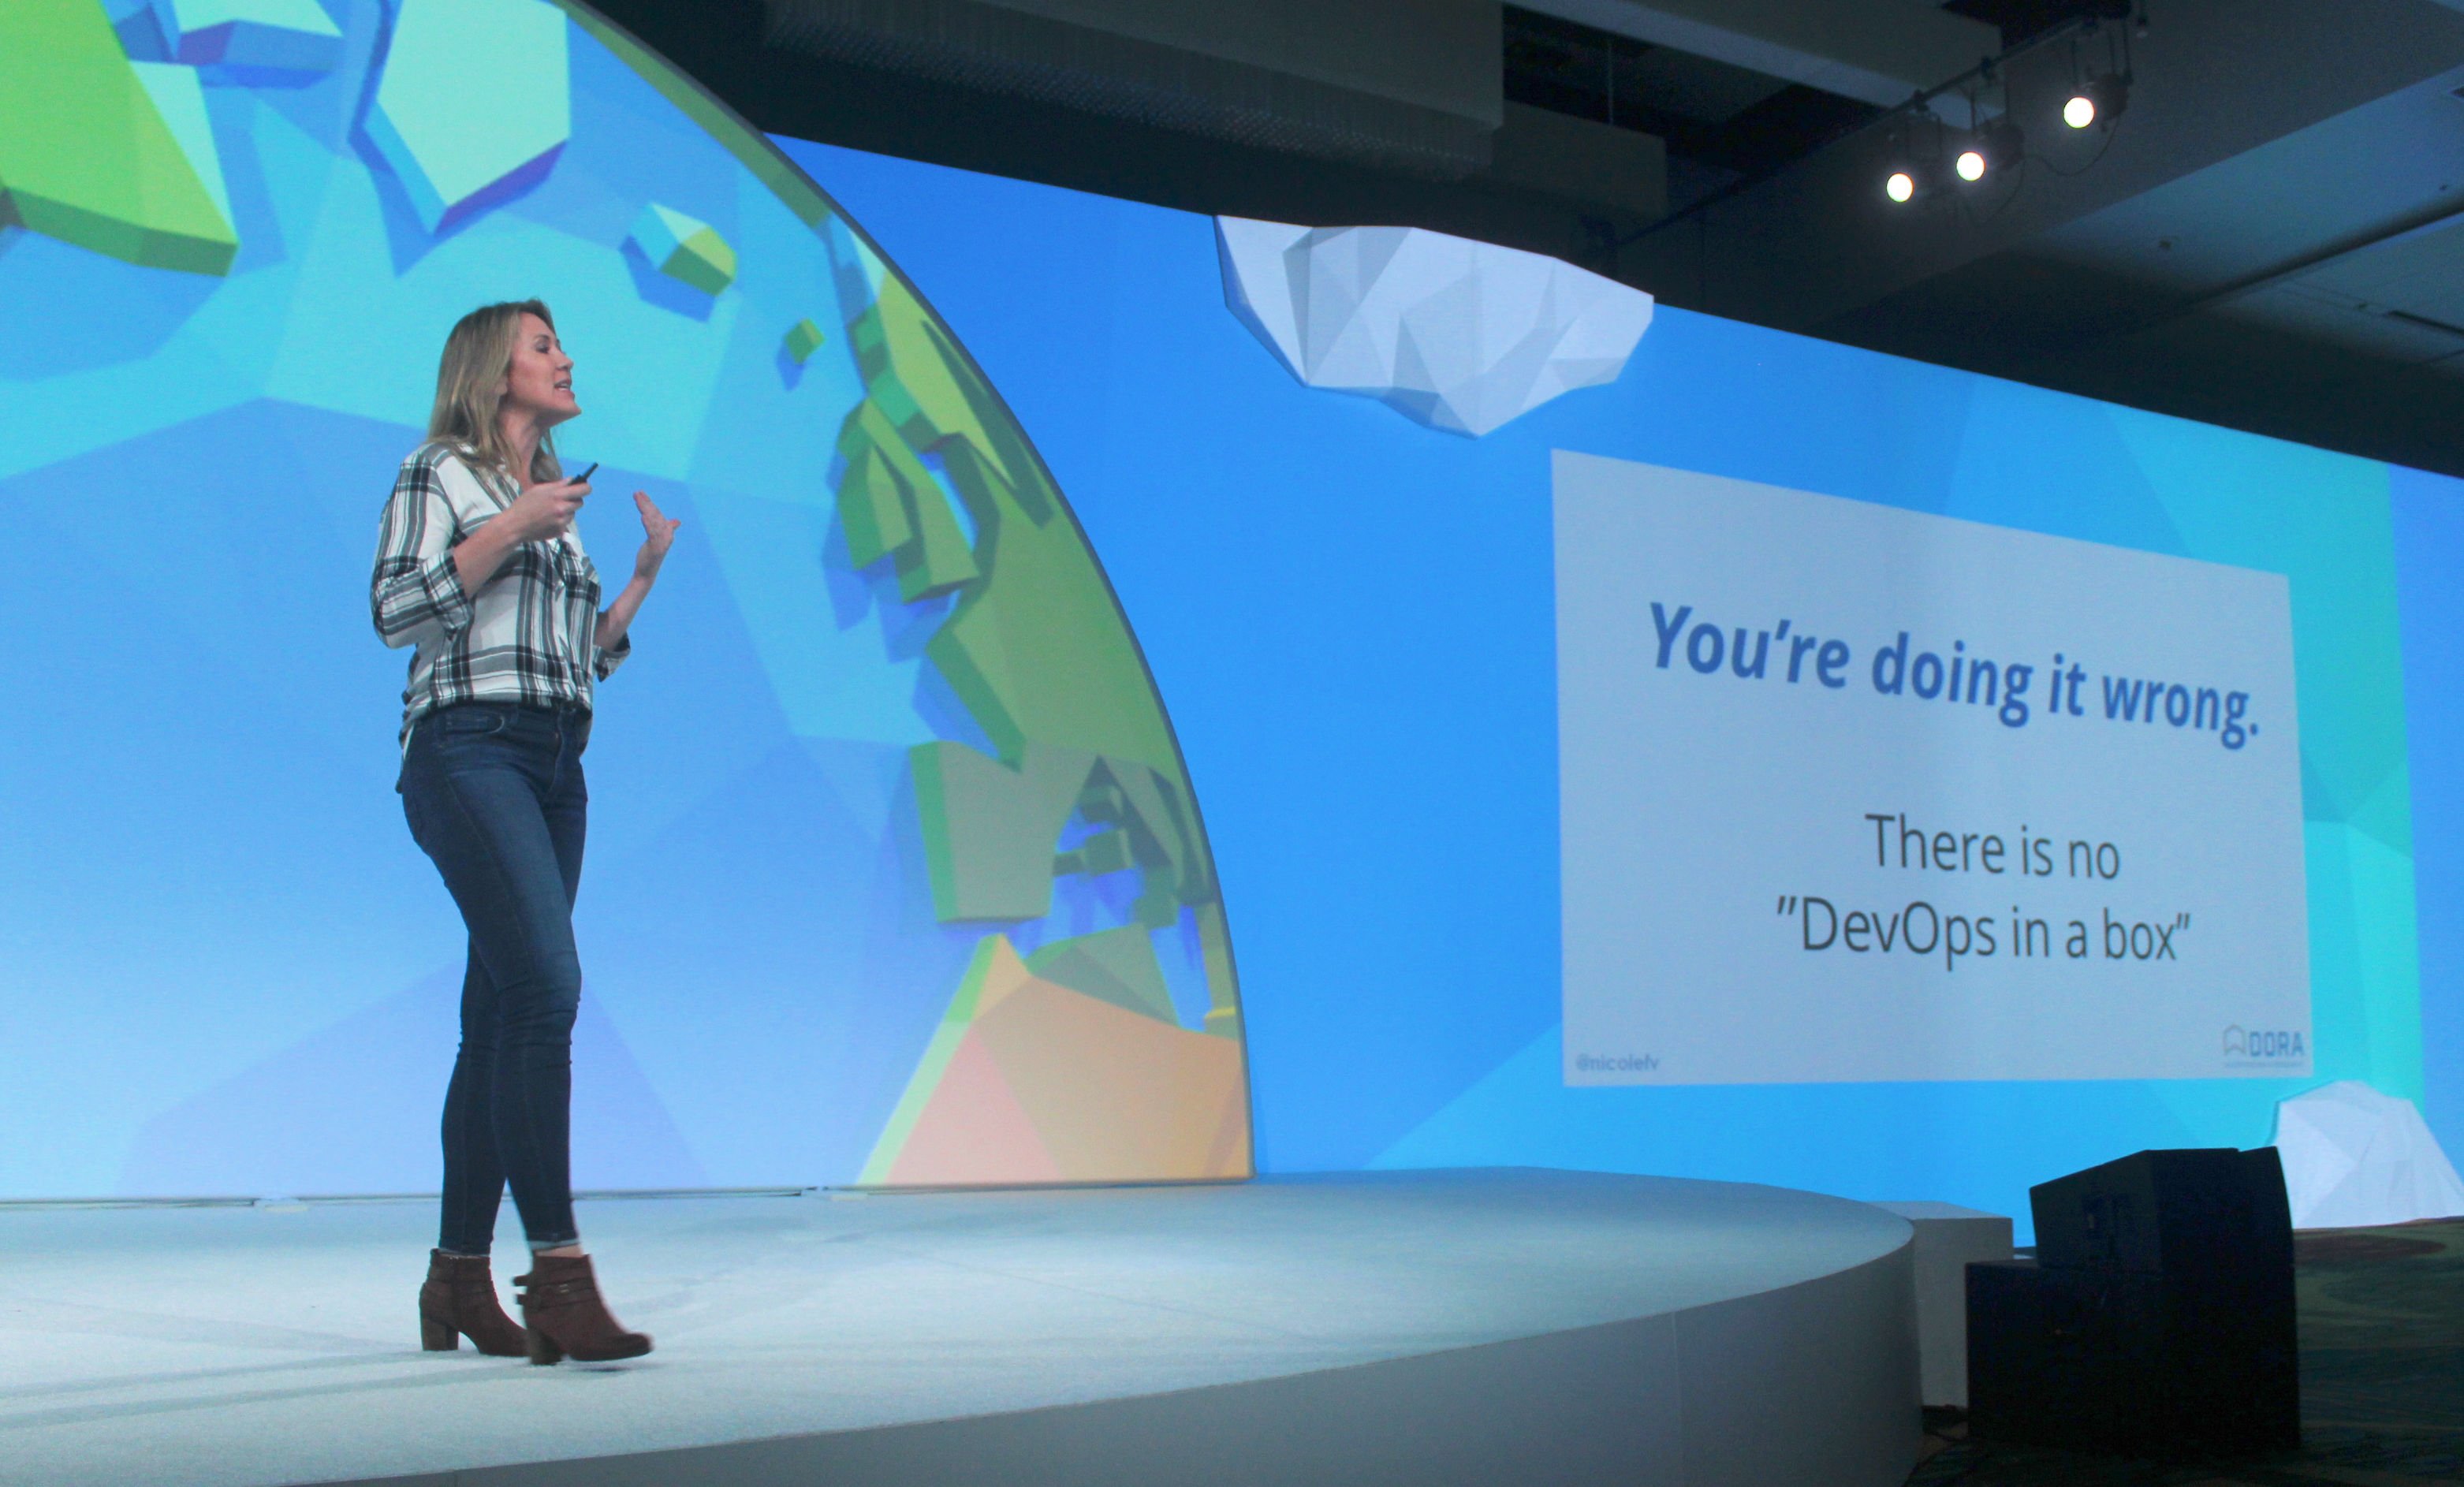 You're doing it wrong.
There is no
"DevOps in a box"
@nicolefv
DORA